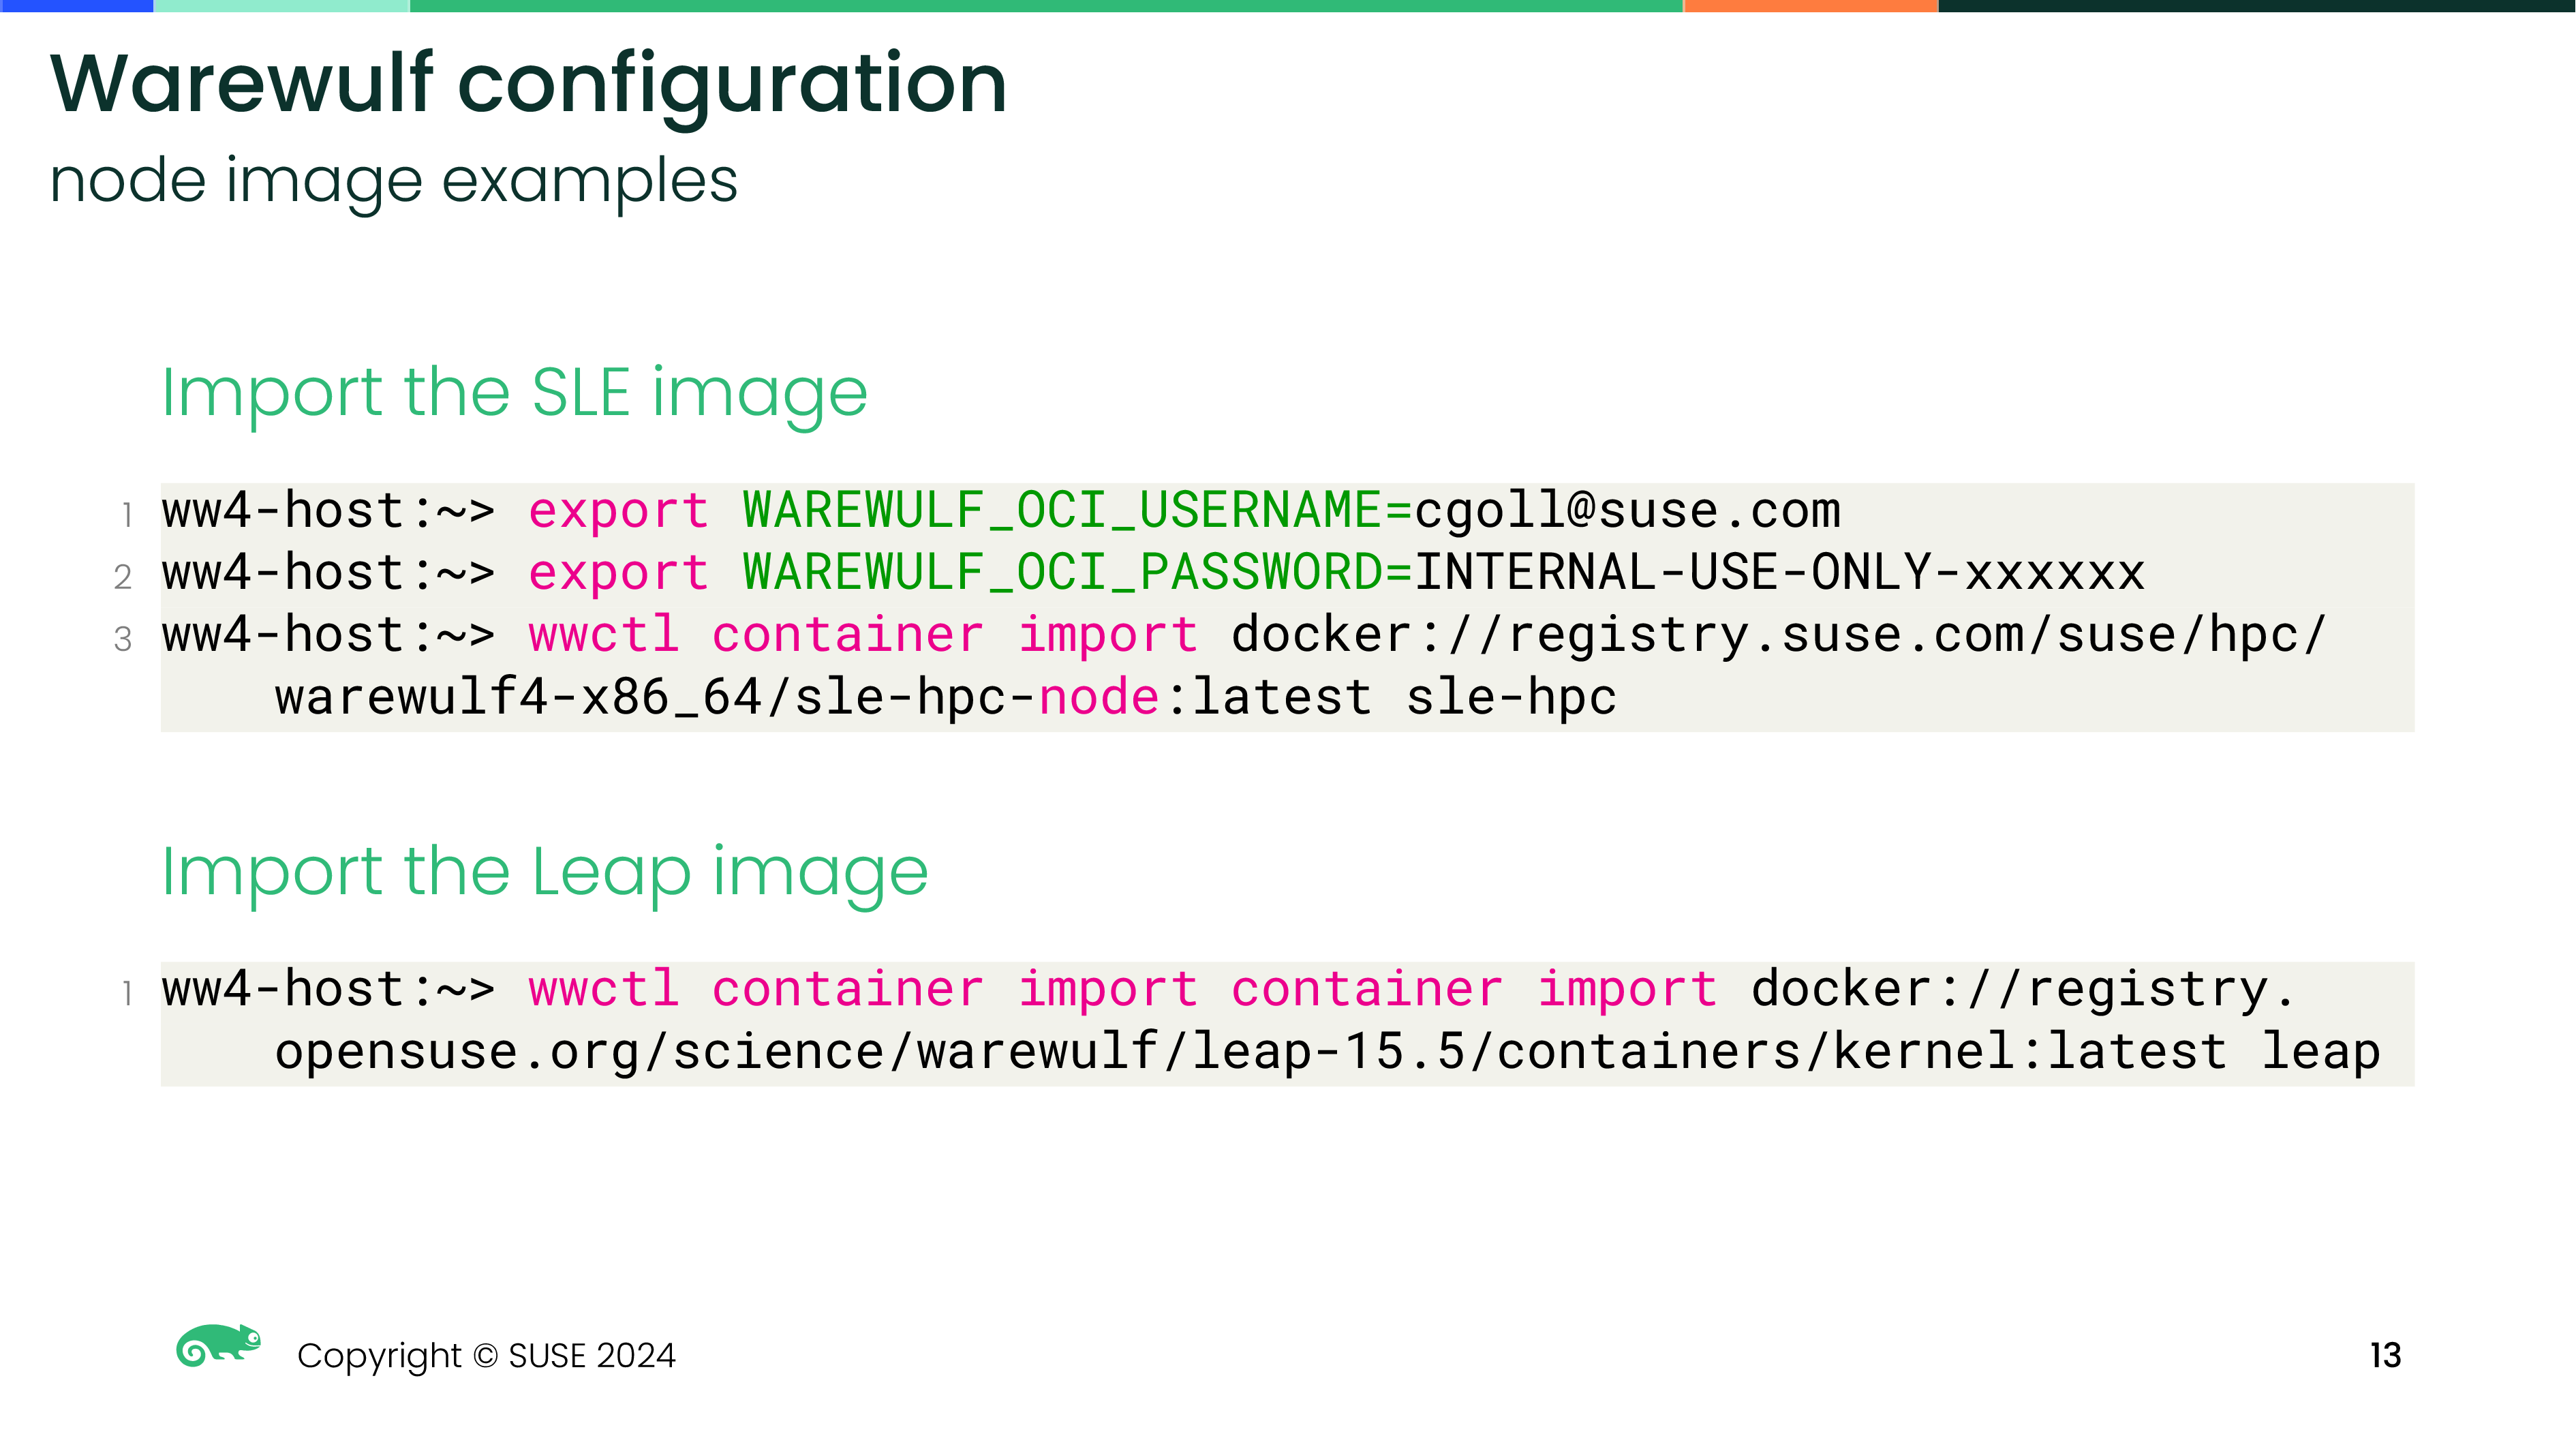 Warewulf configuration
node image examples
Import the SLE image
1 ww4-host:~> export WAREWULF_OCI_USERNAME=cgoll@suse.com
2 ww4-host:~> export WAREWULF_OCI_PASSWORD=INTERNAL-USE-ONLY-xxxxxx
3 ww4-host:~> wwctl container import docker://registry.suse.com/suse/hpc/
warewulf4-x86_64/sle-hpc-node:latest sle-hpc
Import the Leap image
1 ww4-host:~> wwctl container import container import docker://registry.
opensuse.org/science/warewulf/leap-15.5/containers/kernel:latest leap
Copyright © SUSE 2024
13